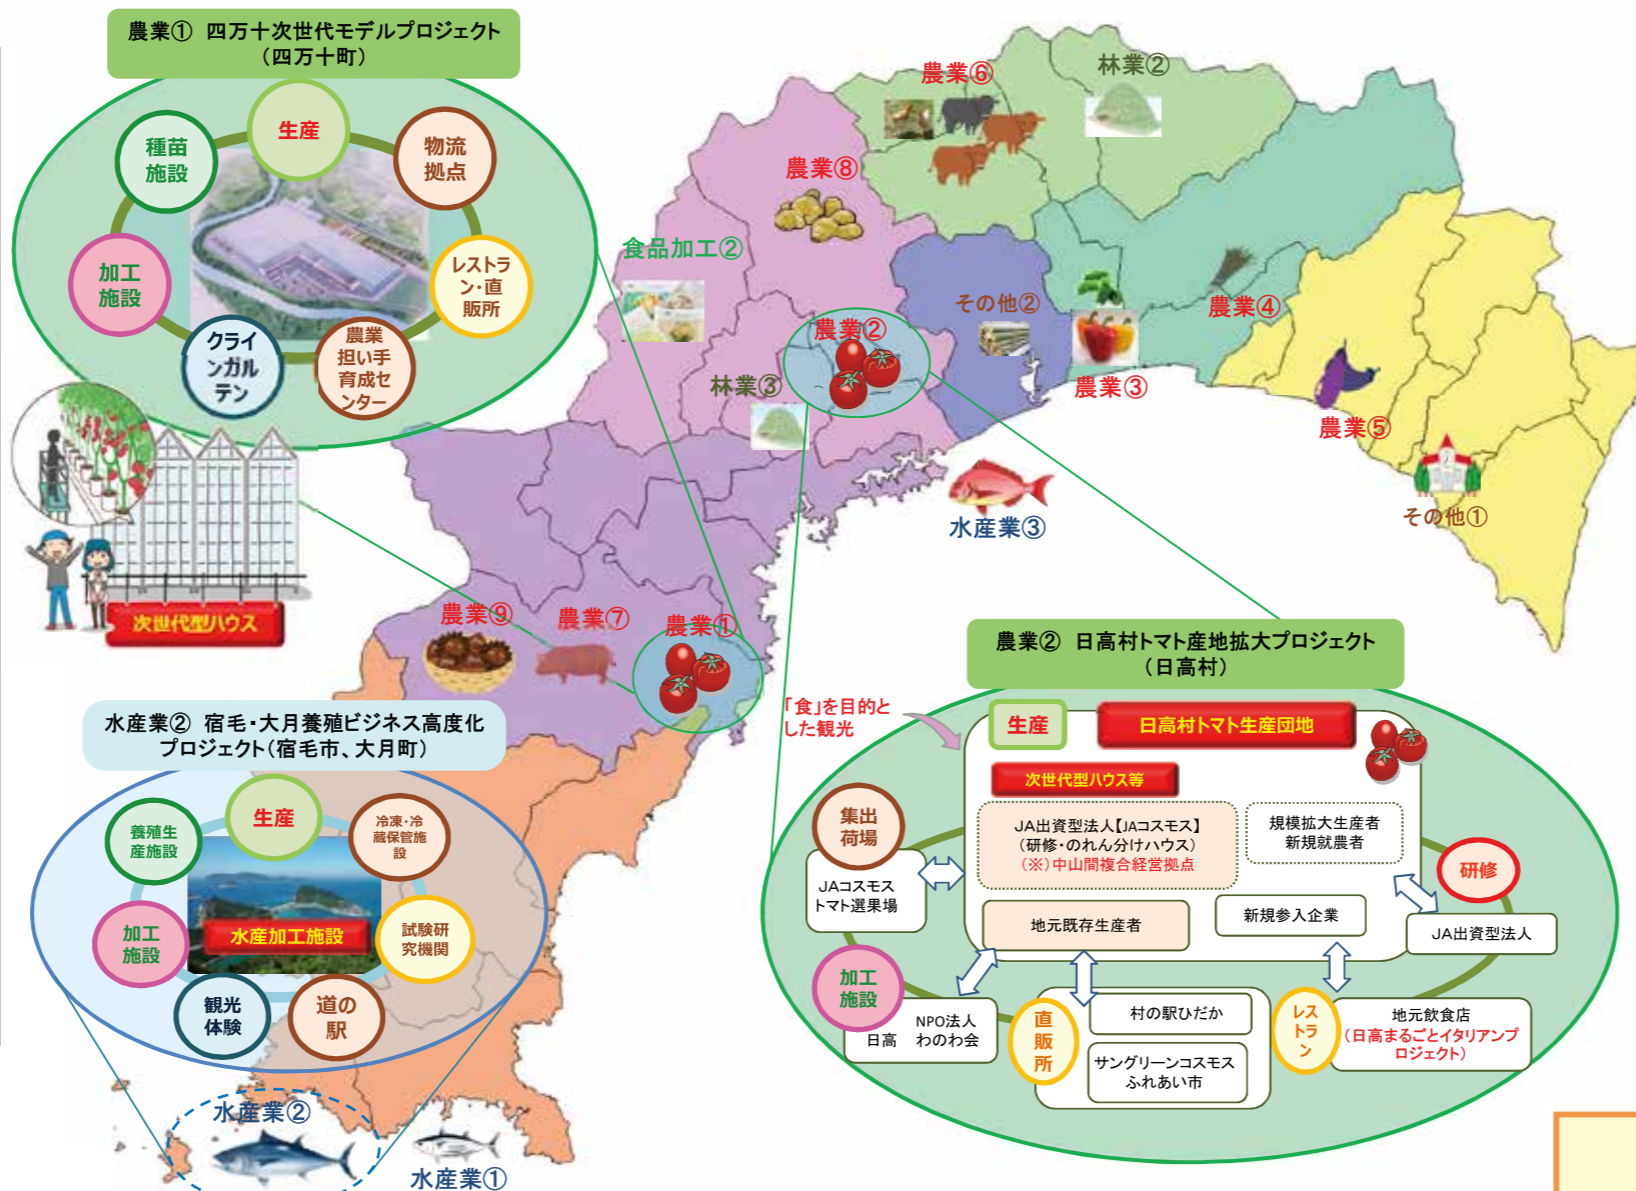 農業① 四万十次世代モデルプロジェクト
(四万十町)
生産
種苗
施設
物流
拠点
加工
施設
レストラ
ン・直
販所
クライ
ンガル
テン
農業
担い手
育成セ
ンター
次世代型ハウス
農業⑥
林業②
農業⑧
食品加工②
農業②
その他②
農業④
林業③
農業③
農業⑤
その他①
水産業③
農業⑨
農業⑦
農業①
水産業② 宿毛・大月養殖ビジネス高度化
プロジェクト(宿毛市、大月町)
生産
養殖生
産施設
冷凍・冷
蔵保管施
設
加工
施設
水産加工施設
試験研
究機関
観光
体験
道の
駅
水産業②
水産業①
農業② 日高村トマト産地拡大プロジェクト
(日高村)
「食」を目的と
した観光
生産
日高村トマト生産団地
次世代型ハウス等
集出
荷場
JA出資型法人【JAコスモス】
(研修・のれん分けハウス)
(※)中山間複合経営拠点
規模拡大生産者
新規就農者
研修
JAコスモス
トマト選果場
地元既存生産者
新規参入企業
JA出資型法人
加工
施設
NPO法人
日高 わのわ会
直
販
所
村の駅ひだか
サングリーンコスモス
ふれあい市
レス
トラ
ン
地元飲食店
(日高まるごとイタリアンプ
ロジェクト)